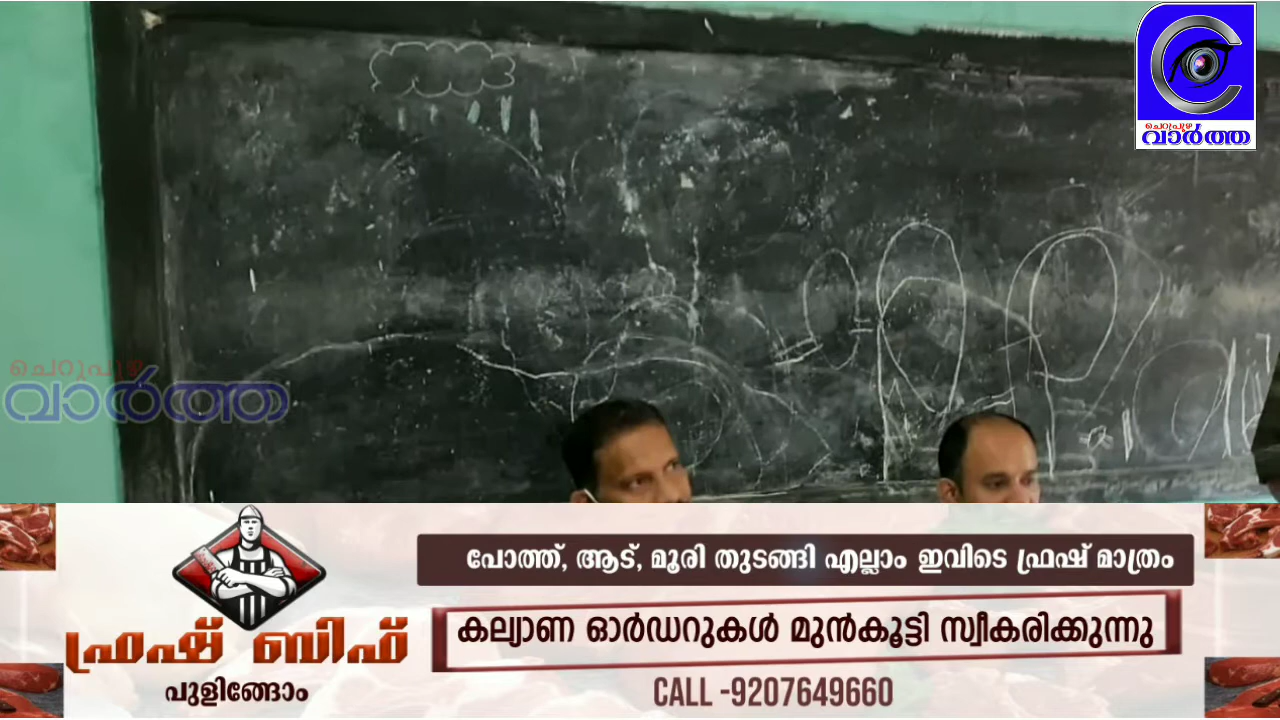 ചെറുപുഴ
വാർത്ത
ചെറുപുഴ
വാർത്ത
പോത്ത്, ആട്, മൂരി തുടങ്ങി എല്ലാം ഇവിടെ ഫ്രഷ് മാത്രം
ഫ്രഷ് ബീഫ്
പുളിങ്ങോം
കല്യാണ ഓർഡറുകൾ മുൻകൂട്ടി സ്വീകരിക്കുന്നു
CALL -9207649660